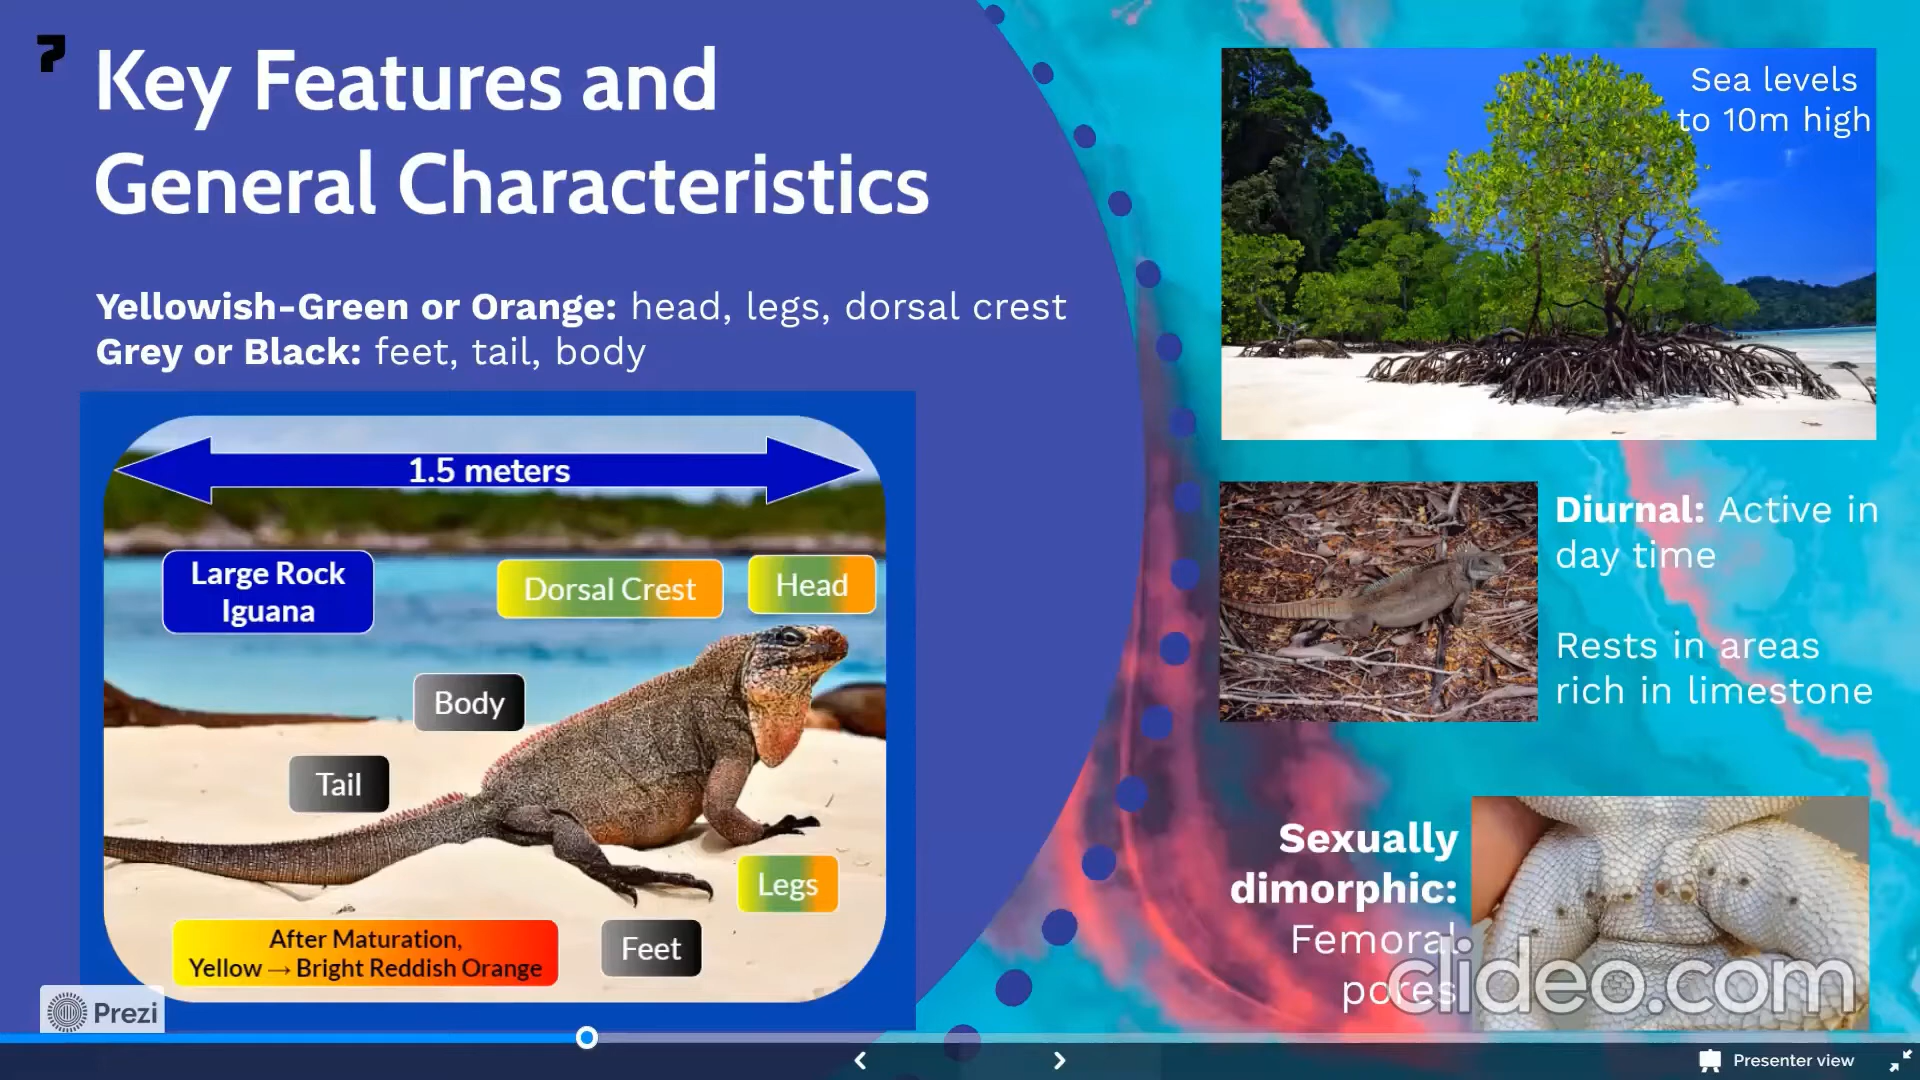 Key Features and
General Characteristics
Yellowish-Green or Orange: head, legs, dorsal crest
Grey or Black: feet, tail, body
1.5 meters
Large Rock
Iguana
Dorsal Crest
Head
Body
Tail
Legs
After Maturation,
Yellow → Bright Reddish Orange
Feet
Sea levels
to 10m high
Diurnal: Active in
day time
Rests in areas
rich in limestone
Sexually
dimorphic:
Femoral
pores
clideo.com
Prezi
Presenter view